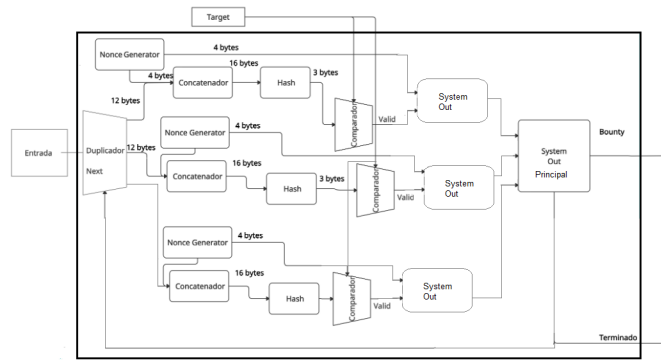 Target
Nonce Generator
4 bytes
4 bytes
16 bytes
Concatenador
Hash
3 bytes
Comparador
Valid
System
Out
12 bytes
Entrada
Duplicador
Next
12 bytes
Nonce Generator
4 bytes
16 bytes
Concatenador
Hash
3 bytes
Comparador
Valid
System
Out
System
Out
Principal
Bounty
Nonce Generator
4 bytes
16 bytes
Concatenador
Hash
Comparador
Valid
System
Out
Terminado